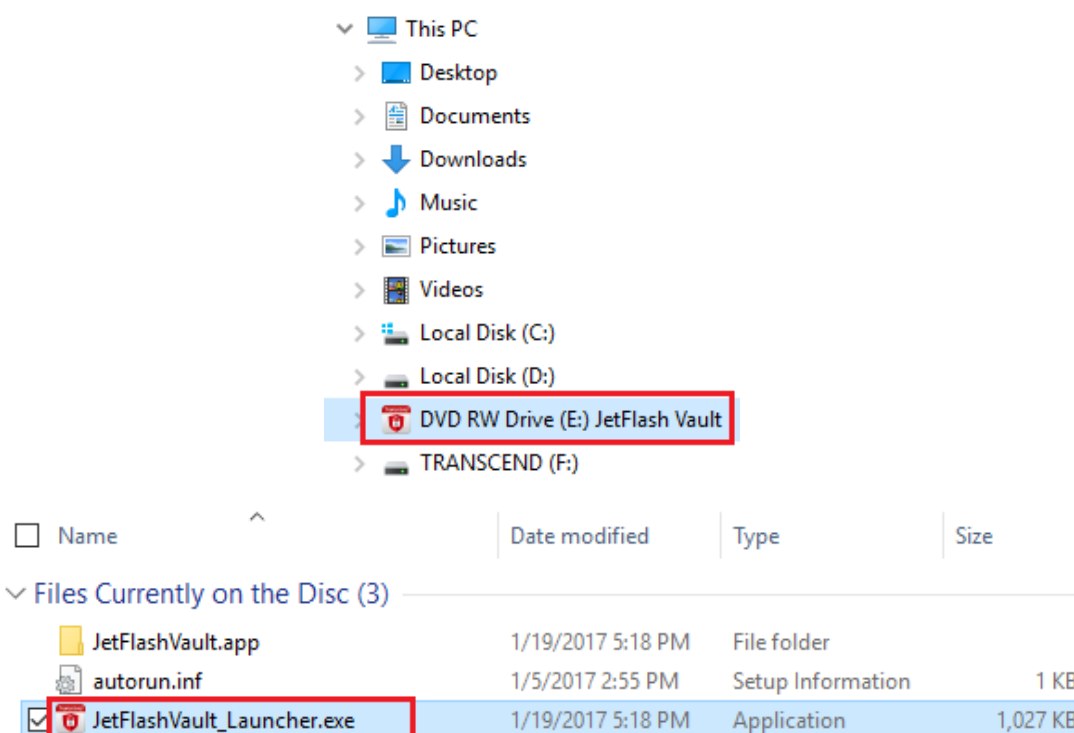 This PC
Desktop
Documents
Downloads
Music
Pictures
Videos
Local Disk (C:)
Local Disk (D:)
DVD RW Drive (E:) JetFlash Vault
TRANSCEND (F:)
Name Date modified Type Size
Files Currently on the Disc (3)
JetFlashVault.app 1/19/2017 5:18 PM File folder
autorun.inf 1/5/2017 2:55 PM Setup Information 1 KB
JetFlashVault_Launcher.exe 1/19/2017 5:18 PM Application 1,027 KB